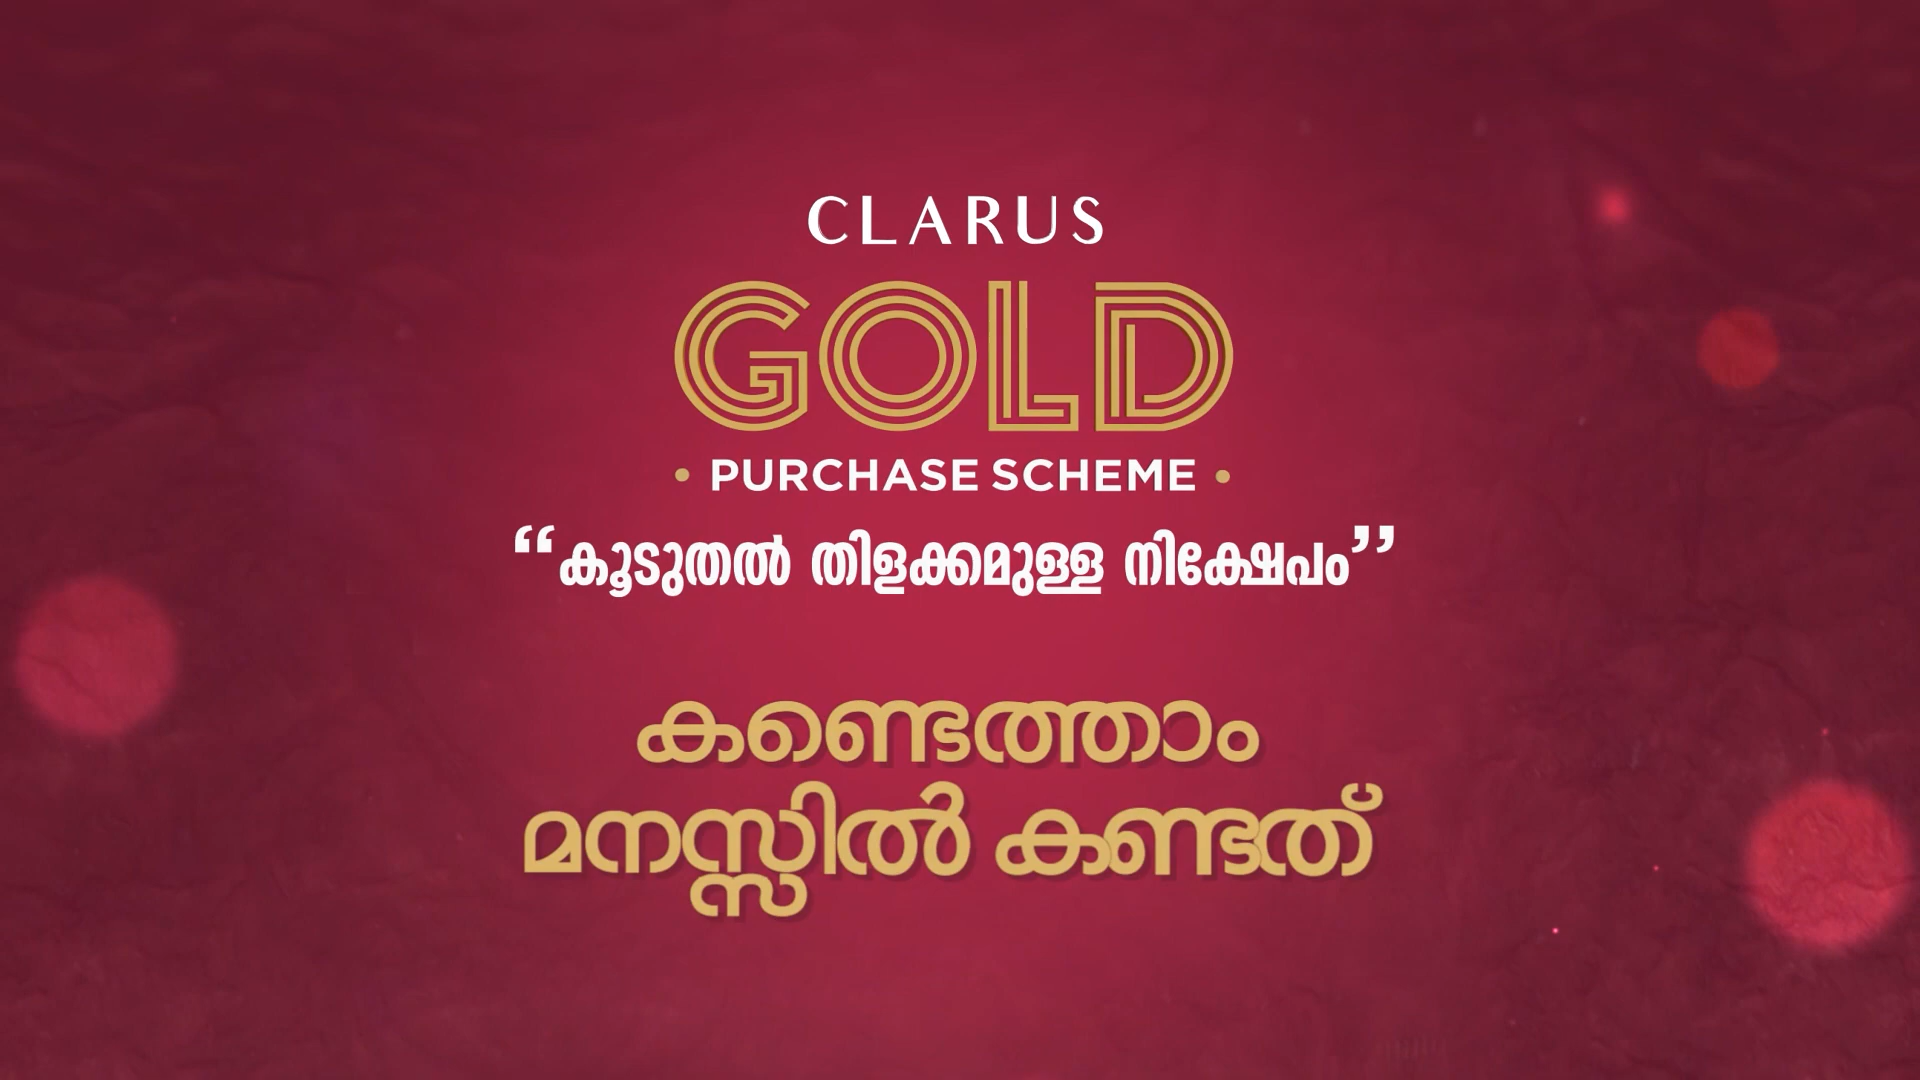 CLARUS
GOLD
• PURCHASE SCHEME •
“കൂടുതൽ തിളക്കമുള്ള നിക്ഷേപം”
കണ്ടെത്താം
മനസ്സിൽ കണ്ടത്